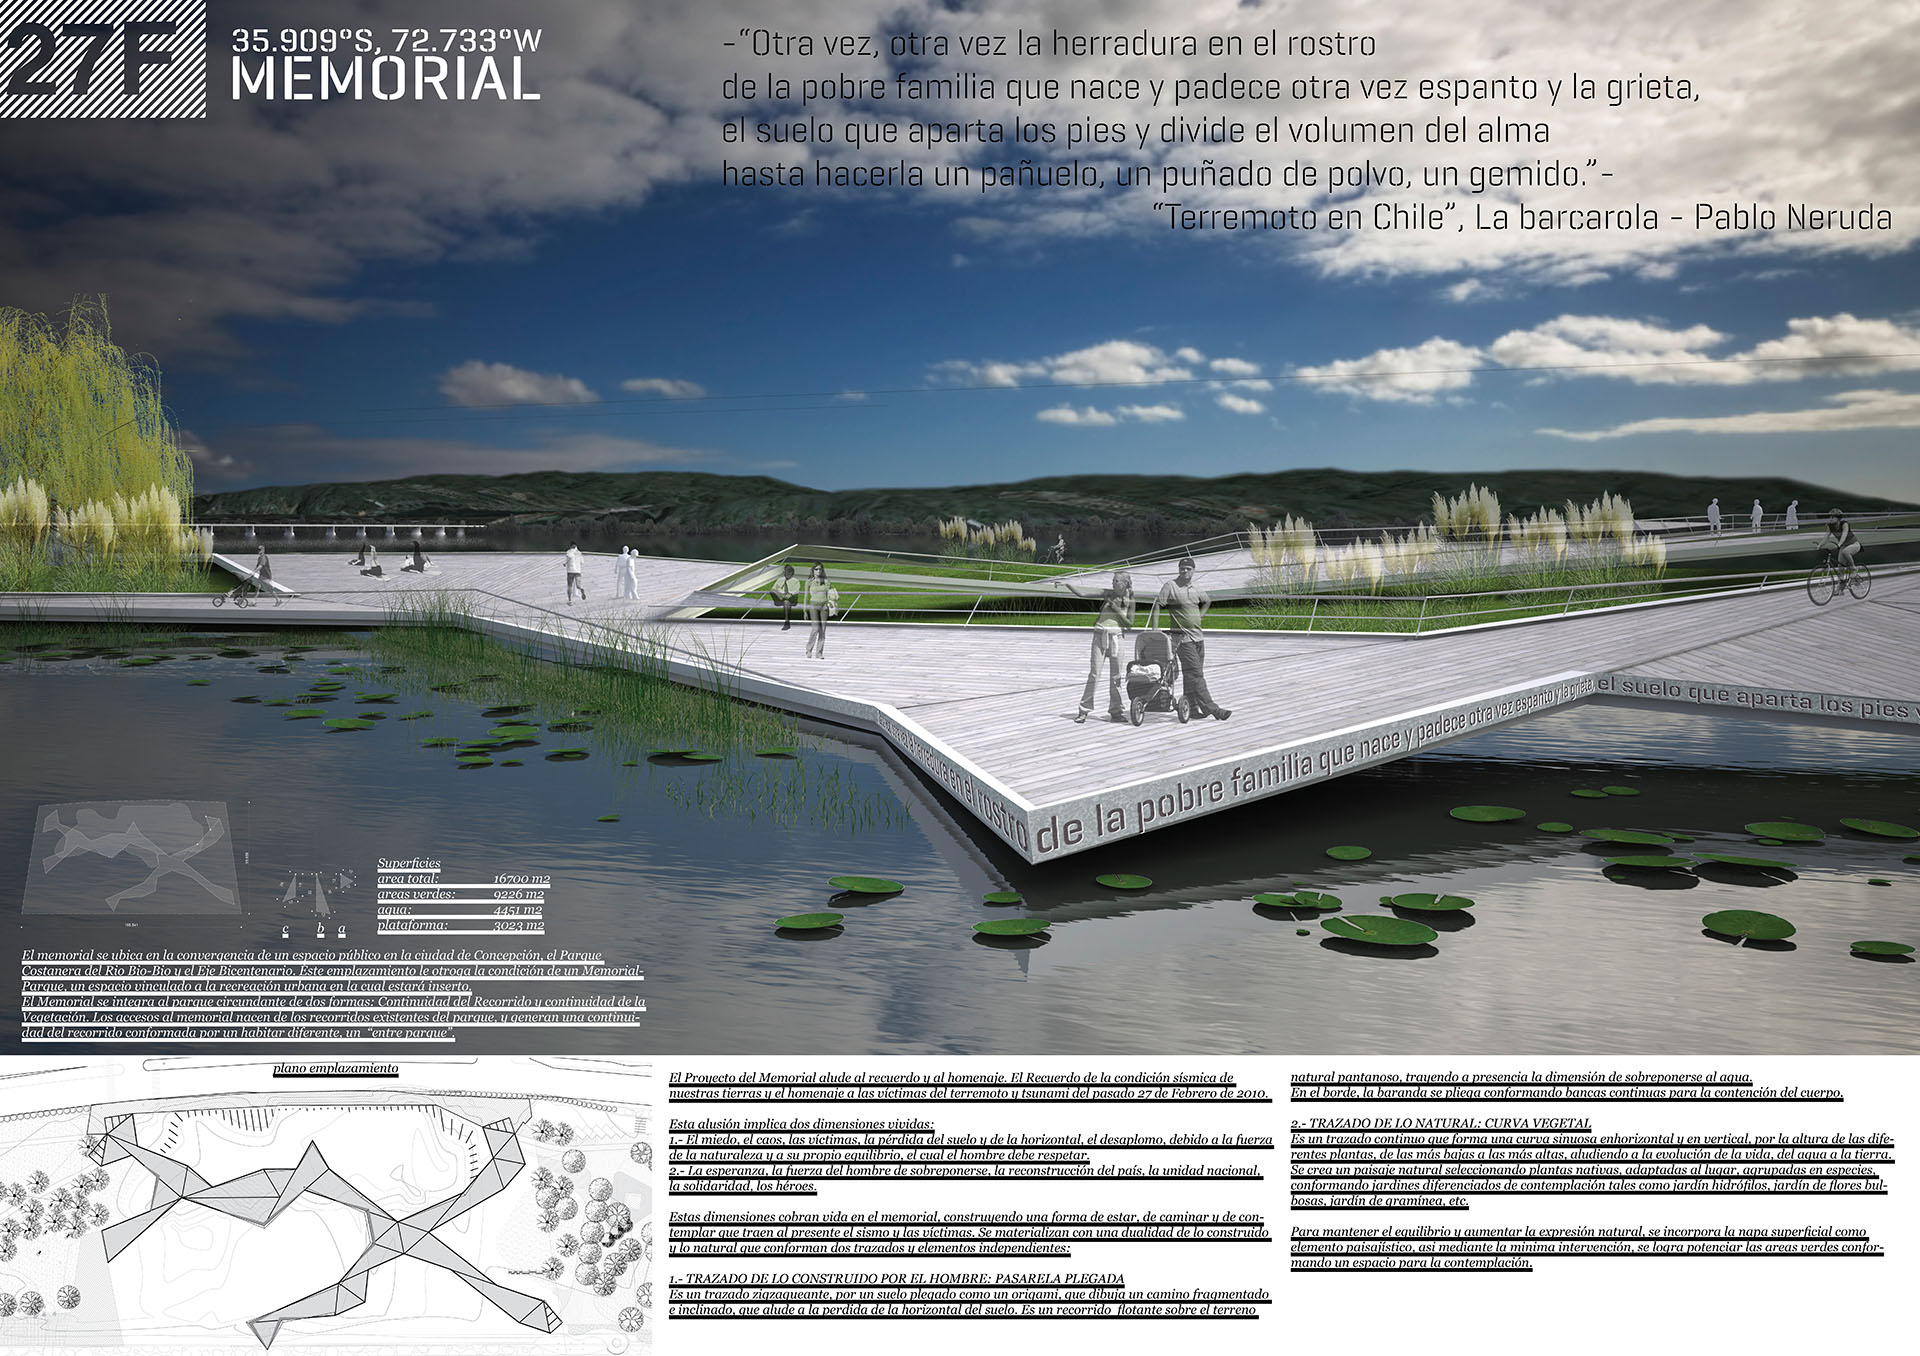 27F
35.909°S, 72.733°W
MEMORIAL
-“Otra vez, otra vez la herradura en el rostro
de la pobre familia que nace y padece otra vez espanto y la grieta,
el suelo que aparta los pies y divide el volumen del alma
hasta hacerla un pañuelo, un puñado de polvo, un gemido.”-
“Terremoto en Chile”, La barcarola - Pablo Neruda
herradura en el rostro
de la pobre familia que nace y padece otra vez espanto y la grieta,
el suelo que aparta los pies y
Superficies
area total: 16700 m2
areas verdes: 9226 m2
agua: 4451 m2
plataforma: 3023 m2
c b a
El memorial se ubica en la convergencia de un espacio público en la ciudad de Concepción, el Parque
Costanera del Rio Bio-Bio y el Eje Bicentenario. Este emplazamiento le otroga la condición de un Memorial-
Parque, un espacio vinculado a la recreación urbana en la cual estará inserto.
El Memorial se integra al parque circundante de dos formas: Continuidad del Recorrido y continuidad de la
Vegetación. Los accesos al memorial nacen de los recorridos existentes del parque, y generan una continui-
dad del recorrido conformada por un habitar diferente, un “entre parque”.
plano emplazamiento
El Proyecto del Memorial alude al recuerdo y al homenaje. El Recuerdo de la condición sísmica de
nuestras tierras y el homenaje a las víctimas del terremoto y tsunami del pasado 27 de Febrero de 2010.
Esta alusión implica dos dimensiones vividas:
1.- El miedo, el caos, las víctimas, la pérdida del suelo y de la horizontal, el desaplomo, debido a la fuerza
de la naturaleza y a su propio equilibrio, el cual el hombre debe respetar.
2.- La esperanza, la fuerza del hombre de sobreponerse, la reconstrucción del país, la unidad nacional,
la solidaridad, los héroes.
Estas dimensiones cobran vida en el memorial, construyendo una forma de estar, de caminar y de con-
templar que traen al presente el sismo y las víctimas. Se materializan con una dualidad de lo construido
y lo natural que conforman dos trazados y elementos independientes:
1.- TRAZADO DE LO CONSTRUIDO POR EL HOMBRE: PASARELA PLEGADA
Es un trazado zigzagueante, por un suelo plegado como un origami, que dibuja un camino fragmentado
e inclinado, que alude a la perdida de la horizontal del suelo. Es un recorrido flotante sobre el terreno
natural pantanoso, trayendo a presencia la dimensión de sobreponerse al agua.
En el borde, la baranda se pliega conformando bancas continuas para la contención del cuerpo.
2.- TRAZADO DE LO NATURAL: CURVA VEGETAL
Es un trazado continuo que forma una curva sinuosa enhorizontal y en vertical, por la altura de las dife-
rentes plantas, de las más bajas a las más altas, aludiendo a la evolución de la vida, del agua a la tierra.
Se crea un paisaje natural seleccionando plantas nativas, adaptadas al lugar, agrupadas en especies,
conformando jardines diferenciados de contemplación tales como jardín hidrófilos, jardín de flores bul-
bosas, jardín de gramínea, etc.
Para mantener el equilibrio y aumentar la expresión natural, se incorpora la napa superficial como
elemento paisajístico, asi mediante la minima intervención, se logra potenciar las areas verdes confor-
mando un espacio para la contemplación.